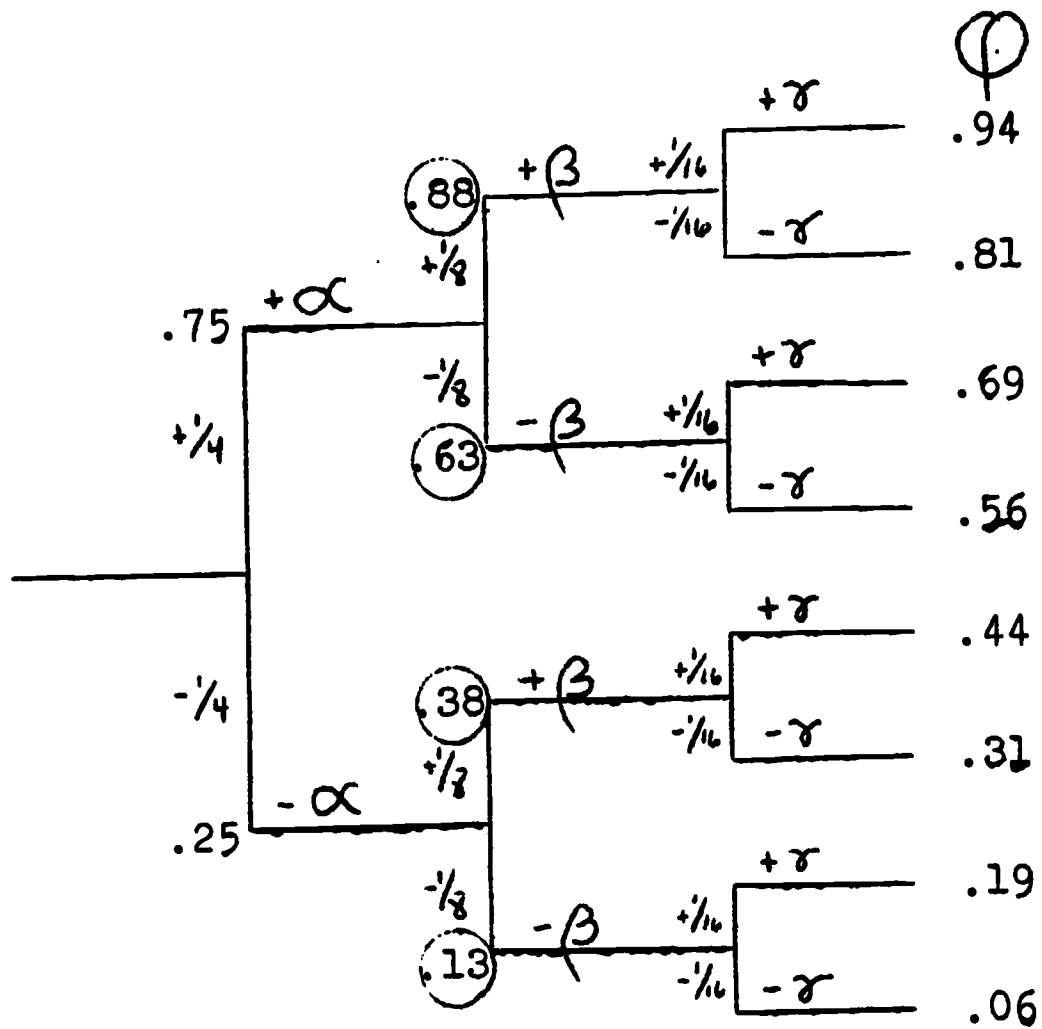 φ
+γ .94
.88 +β +1/16
-1/16
+1/8 -γ .81
+α
.75
-1/8 +γ .69
+1/4 .63 -β +1/16
-1/16
-γ .56
+γ .44
-1/4 .38 +β +1/16
-1/16
+1/8 -γ .31
-α
.25
-1/8 +γ .19
-β +1/16
.13 -1/16
-γ .06